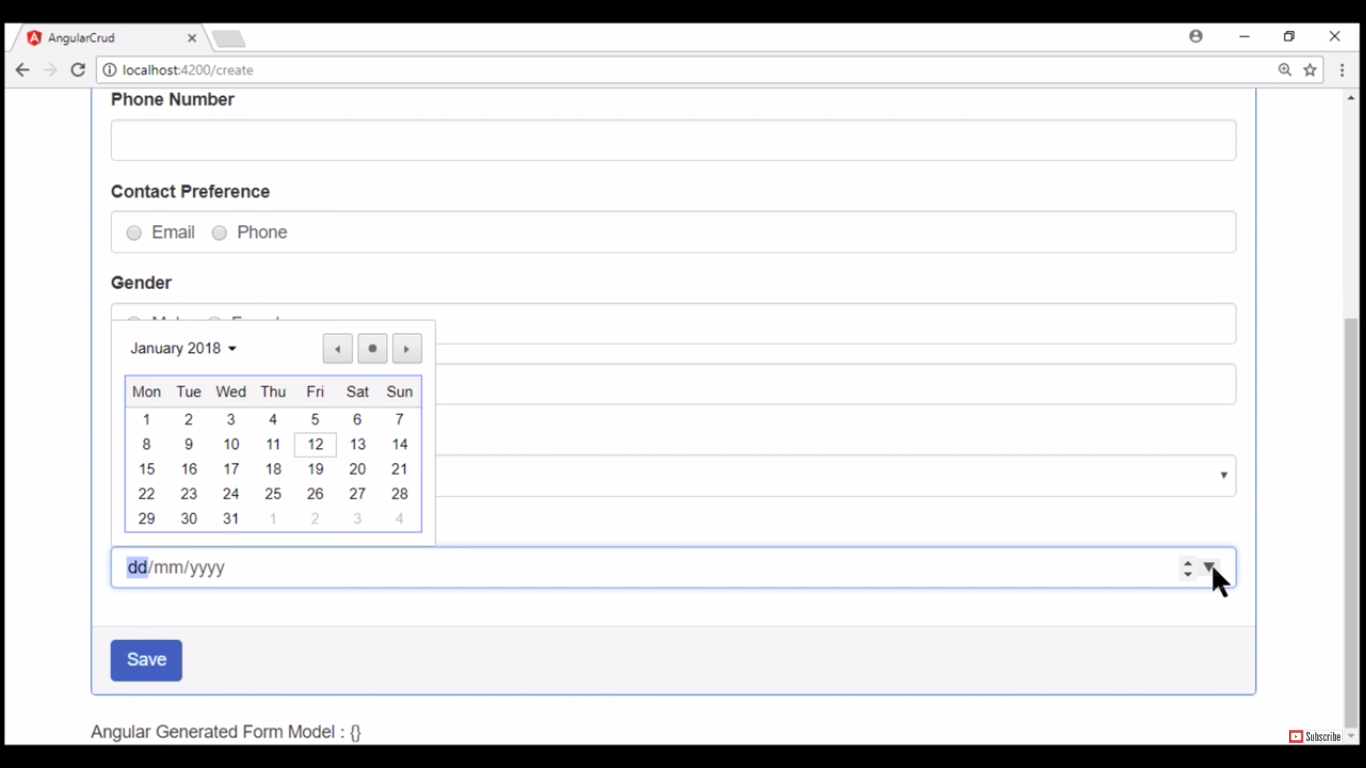 AngularCrud
localhost:4200/create
Phone Number
Contact Preference
Email Phone
Gender
January 2018
Mon Tue Wed Thu Fri Sat Sun
1 2 3 4 5 6 7
8 9 10 11 12 13 14
15 16 17 18 19 20 21
22 23 24 25 26 27 28
29 30 31 1 2 3 4
dd/mm/yyyy
Save
Angular Generated Form Model : {}
Subscribe